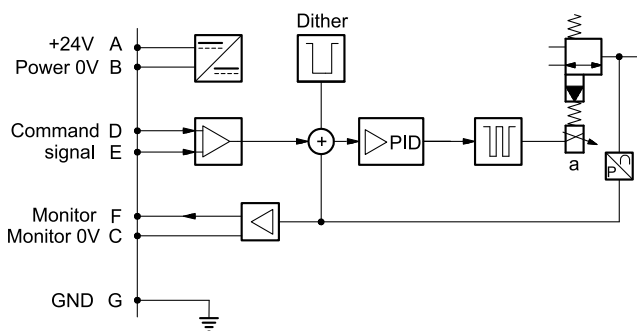 Dither
+24V A
Power 0V B
Command D
signal E
+
PID
a
P
Monitor F
Monitor 0V C
GND G